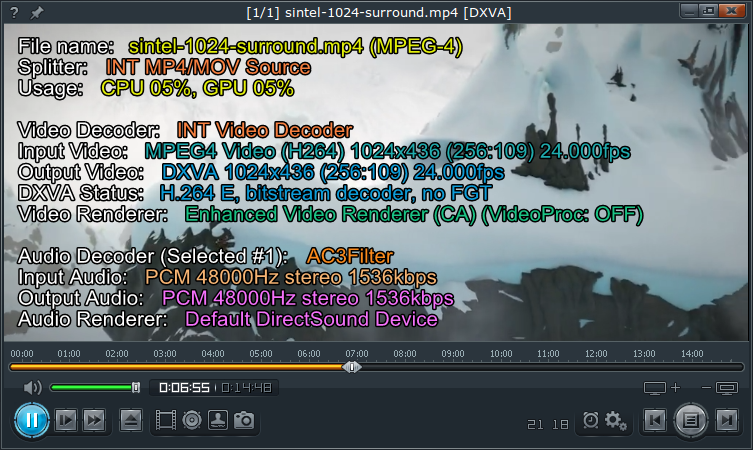 [1/1] sintel-1024-surround.mp4 [DXVA]
File name: sintel-1024-surround.mp4 (MPEG-4)
Splitter: INT MP4/MOV Source
Usage: CPU 05%, GPU 05%
Video Decoder: INT Video Decoder
Input Video: MPEG4 Video (H264) 1024x436 (256:109) 24.000fps
Output Video: DXVA 1024x436 (256:109) 24.000fps
DXVA Status: H.264 E, bitstream decoder, no FGT
Video Renderer: Enhanced Video Renderer (CA) (VideoProc: OFF)
Audio Decoder (Selected #1): AC3Filter
Input Audio: PCM 48000Hz stereo 1536kbps
Output Audio: PCM 48000Hz stereo 1536kbps
Audio Renderer: Default DirectSound Device
00:00 01:00 02:00 03:00 04:00 05:00 06:00 07:00 08:00 09:00 10:00 11:00 12:00 13:00 14:00
0:06:55 0:14:48
21 18